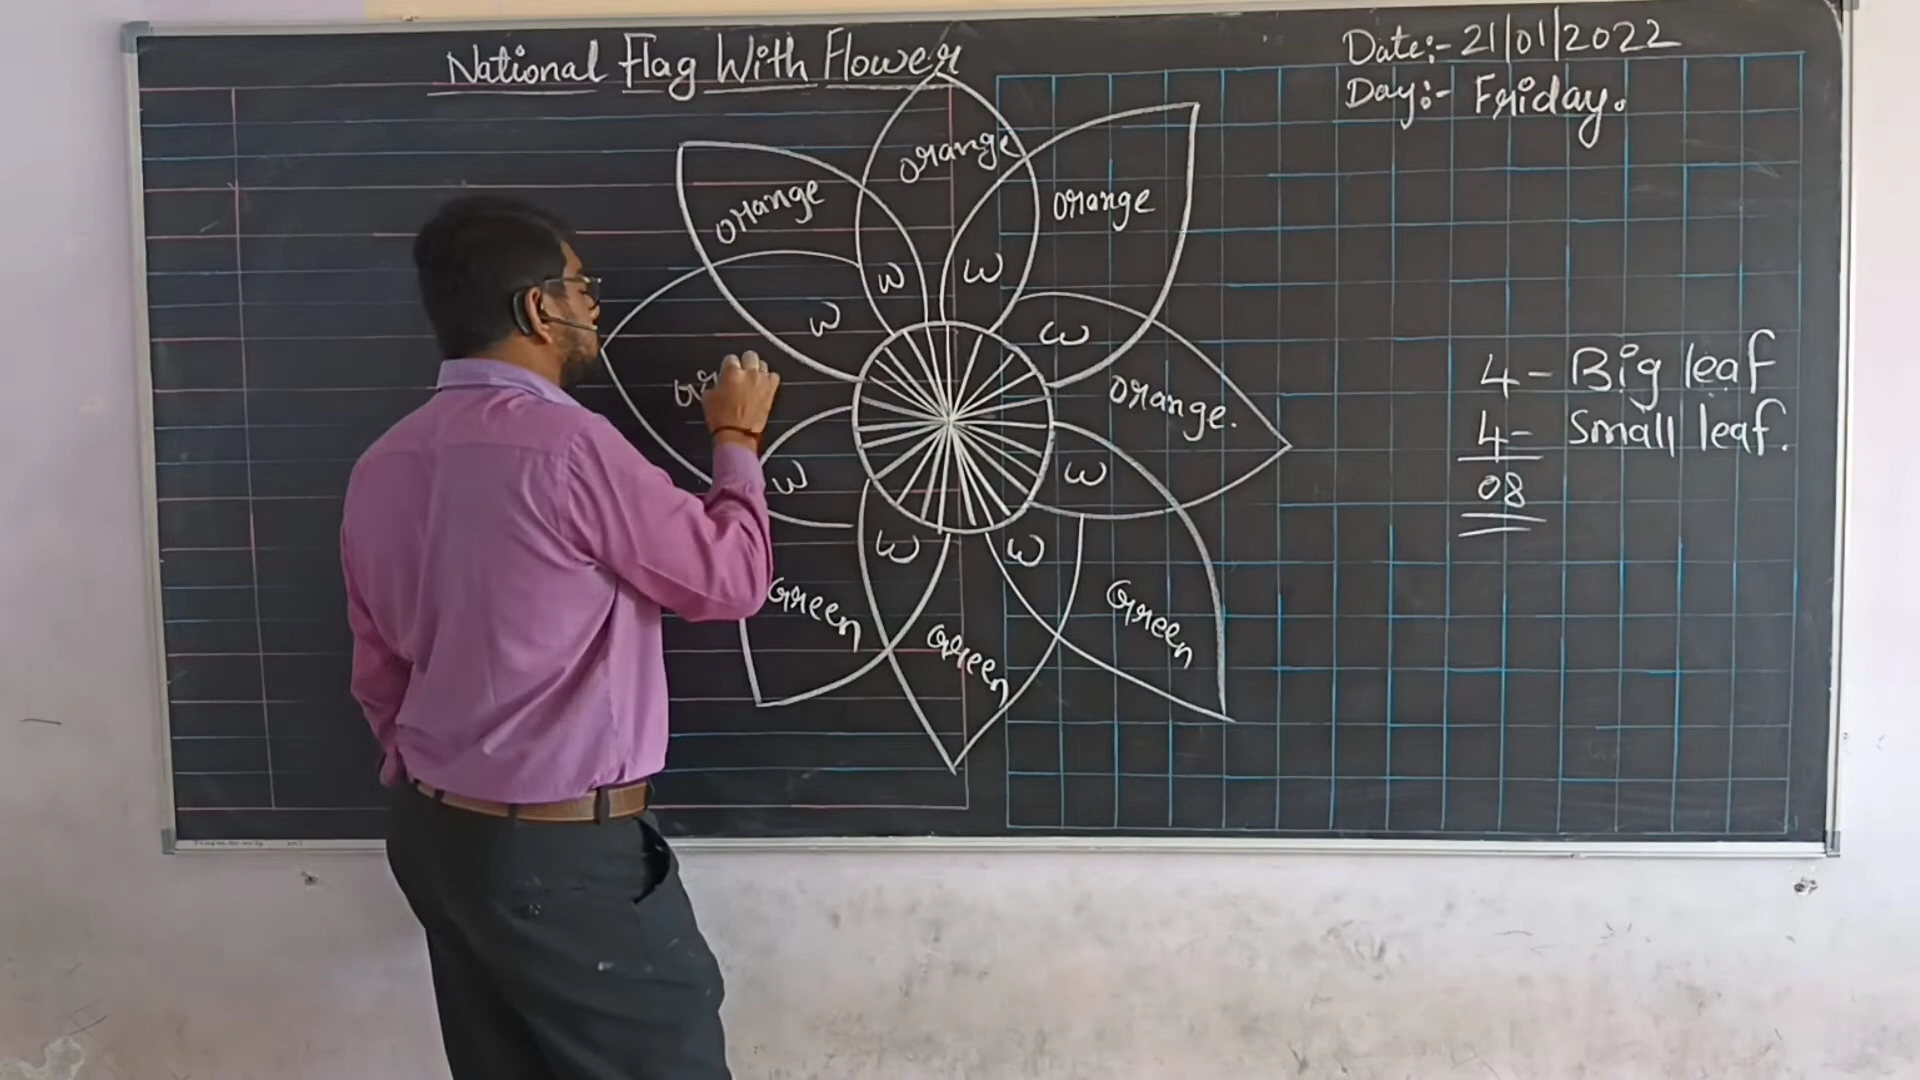 National Flag With Flower
Date:- 21/01/2022
Day:- Friday.
orange
orange
orange
W
W
W
W
or
orange.
W
W
W
W
Green
Green
Green
4- Big leaf
4- Small leaf.
08